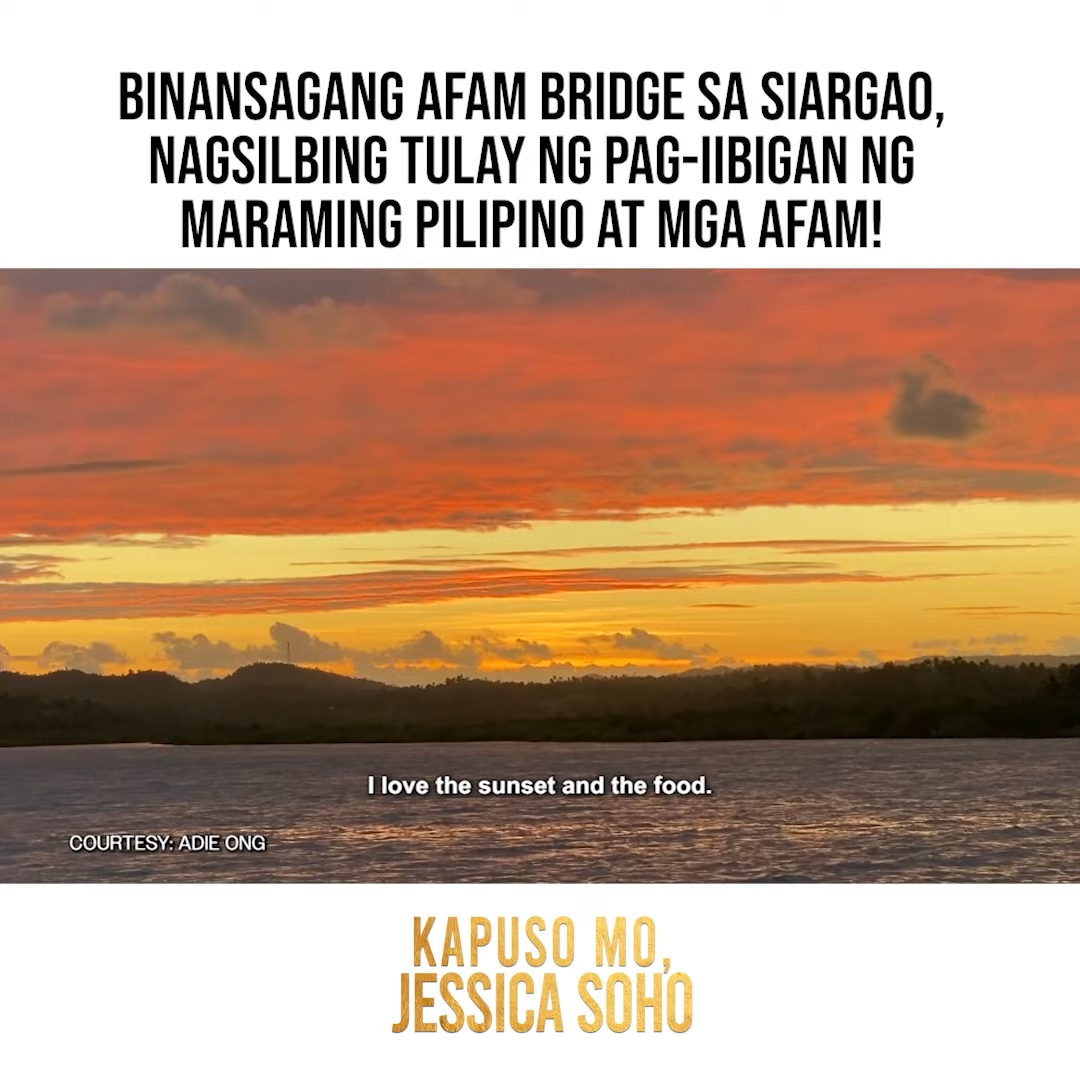 BINANSAGANG AFAM BRIDGE SA SIARGAO,
NAGSILBING TULAY NG PAG-IIBIGAN NG
MARAMING PILIPINO AT MGA AFAM!
I love the sunset and the food.
COURTESY: ADIE ONG
KAPUSO MO,
JESSICA SOHO